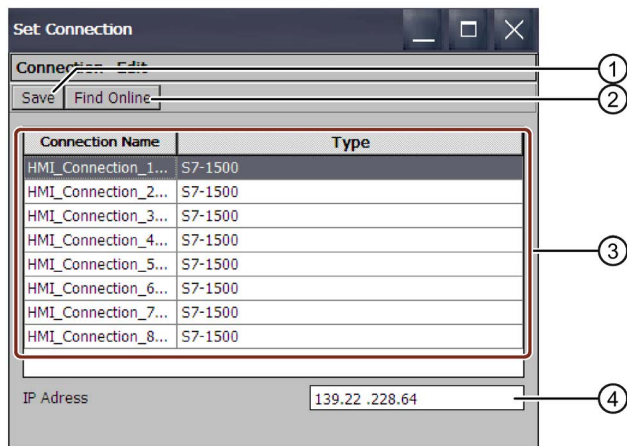 Set Connection
Connection Edit
Save Find Online
1
2
Connection Name Type
HMI_Connection_1... S7-1500
HMI_Connection_2... S7-1500
HMI_Connection_3... S7-1500
HMI_Connection_4... S7-1500
HMI_Connection_5... S7-1500
HMI_Connection_6... S7-1500
HMI_Connection_7... S7-1500
HMI_Connection_8... S7-1500
3
IP Adress 139.22 .228.64
4